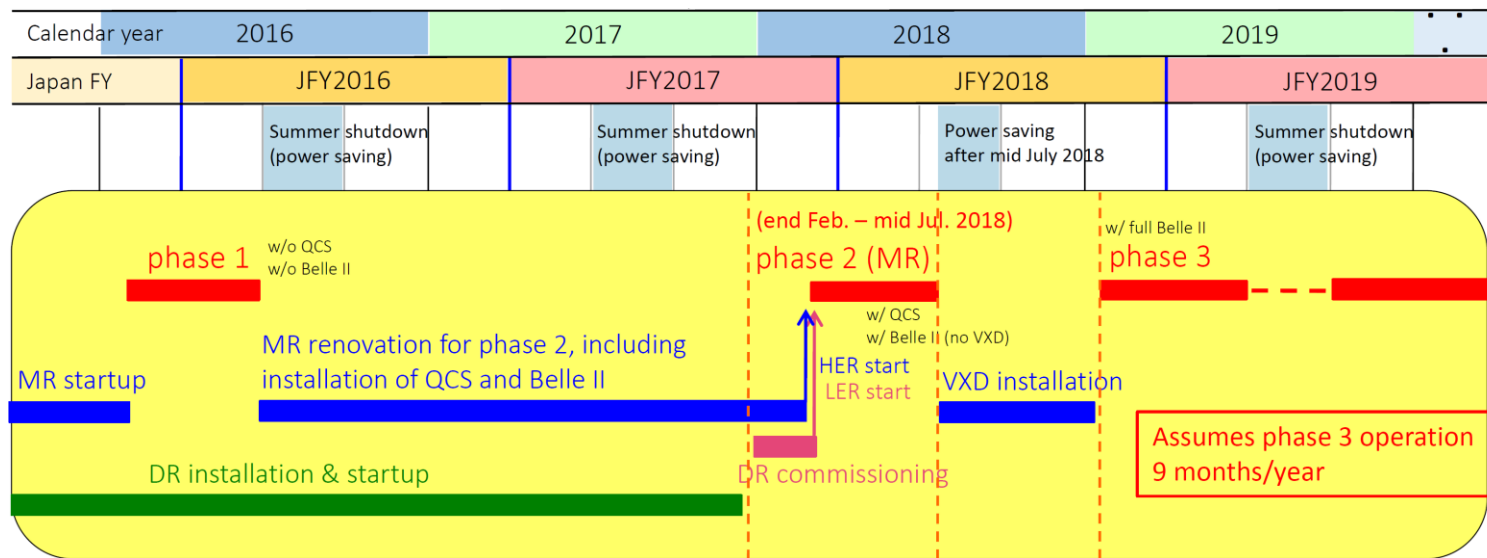 Calendar year 2016 2017 2018 2019
Japan FY JFY2016 JFY2017 JFY2018 JFY2019
Summer shutdown
(power saving)
Summer shutdown
(power saving)
Power saving
after mid July 2018
Summer shutdown
(power saving)
(end Feb. – mid Jul. 2018)
phase 1
w/o QCS
w/o Belle II
phase 2 (MR)
w/ full Belle II
phase 3
w/ QCS
w/ Belle II (no VXD)
MR renovation for phase 2, including
installation of QCS and Belle II
HER start
LER start
MR startup
VXD installation
Assumes phase 3 operation
9 months/year
DR installation & startup
DR commissioning